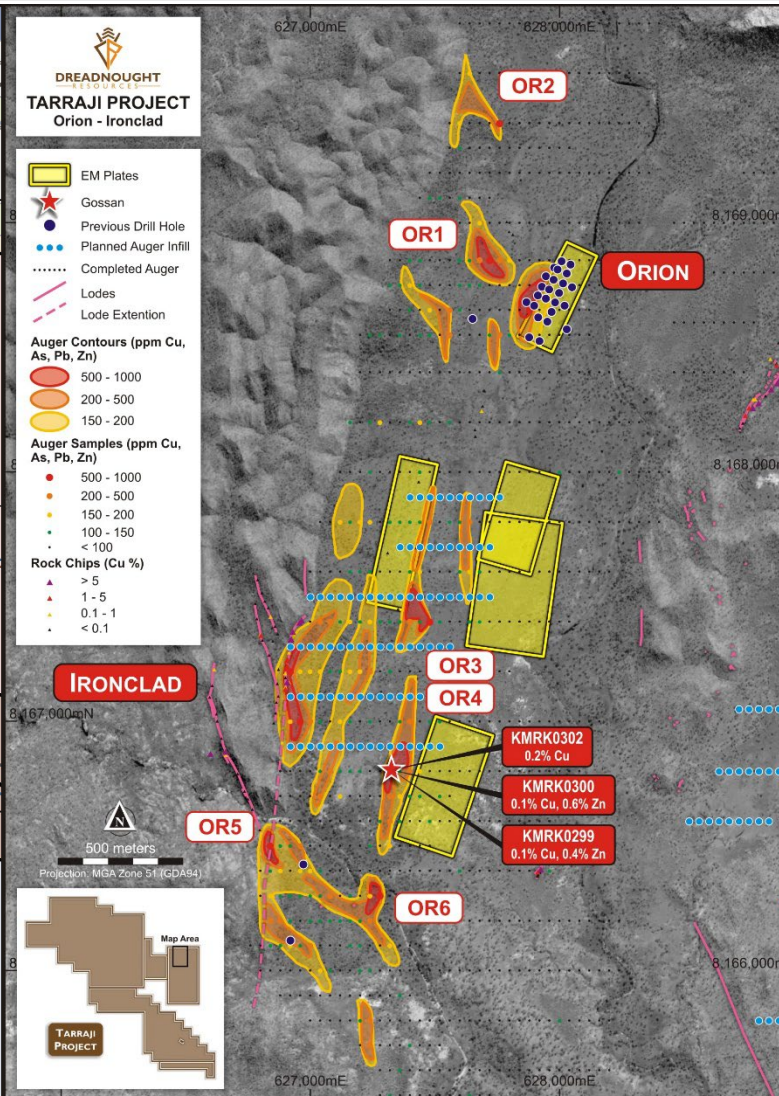 DREADNOUGHT
RESOURCES
TARRAJI PROJECT
Orion - Ironclad
EM Plates
Gossan
Previous Drill Hole
Planned Auger Infill
Completed Auger
Lodes
Lode Extention
Auger Contours (ppm Cu,
As, Pb, Zn)
500 - 1000
200 - 500
150 - 200
Auger Samples (ppm Cu,
As, Pb, Zn)
500 - 1000
200 - 500
150 - 200
100 - 150
< 100
Rock Chips (Cu %)
> 5
1 - 5
0.1 - 1
< 0.1
627,000mE
628,000mE
OR2
8,169,000mN
OR1
ORION
8,168,000mN
OR3
IRONCLAD
OR4
8,167,000mN
KMRK0302
0.2% Cu
KMRK0300
0.1% Cu, 0.6% Zn
KMRK0299
0.1% Cu, 0.4% Zn
OR5
N
500 meters
Projection: MGA Zone 51 (GDA94)
OR6
8,166,000mN
Map Area
TARRAJI
PROJECT
627,000mE
628,000mE